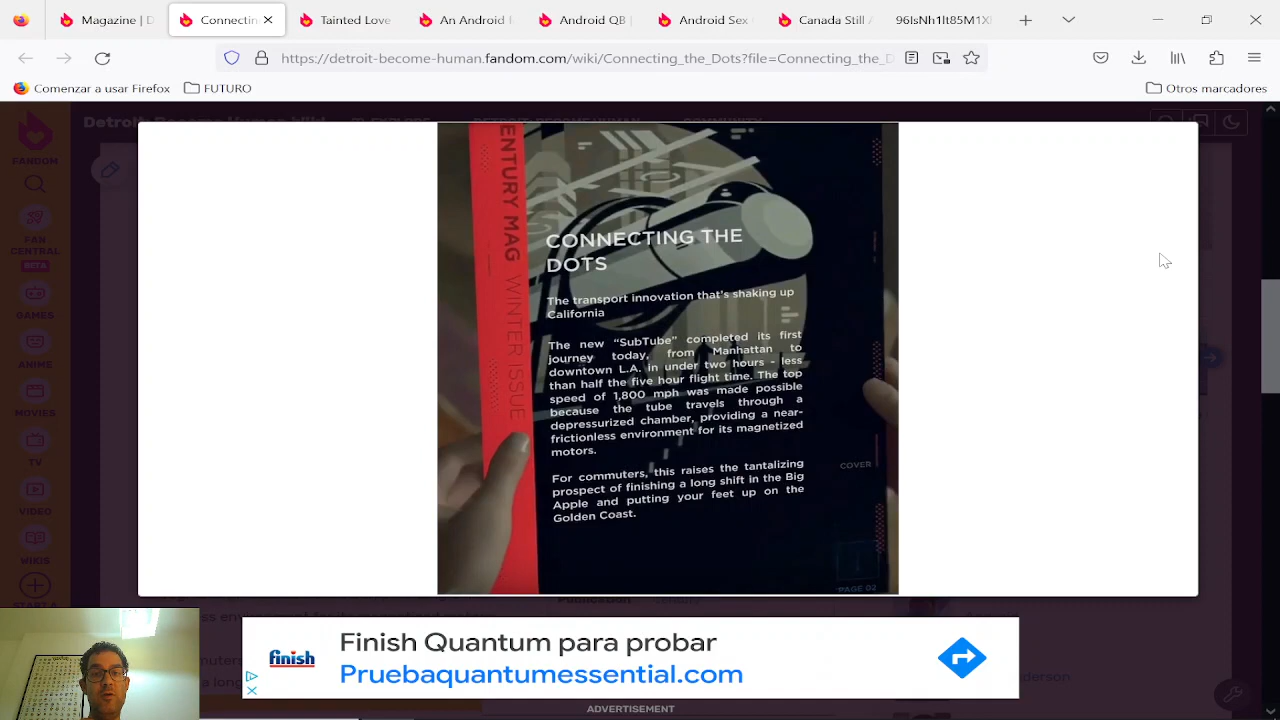 Magazine | D
Connectin
Tainted Love
An Android
Android QB
Android Sex
Canada Still
https://detroit-become-human.fandom.com/wiki/Connecting_the_Dots?file=Connecting_the_D
Comenzar a usar Firefox
FUTURO
Otros marcadores
FANDOM
FAN
CENTRAL
BETA
GAMES
ANIME
MOVIES
TV
VIDEO
WIKIS
START A
ENTURY MAG WINTER ISSUE
CONNECTING THE
DOTS
The transport innovation that's shaking up
California
The new "SubTube" completed its first
journey today, from Manhattan to
downtown L.A. in under two hours - less
than half the five hour flight time. The top
speed of 1,800 mph was made possible
because the tube travels through a
depressurized chamber, providing a near-
frictionless environment for its magnetized
motors.
For commuters, this raises the tantalizing
prospect of finishing a long shift in the Big
Apple and putting your feet up on the
Golden Coast.
COVER
PAGE 02
finish
Finish Quantum para probar
Pruebaquantumessential.com
ADVERTISEMENT